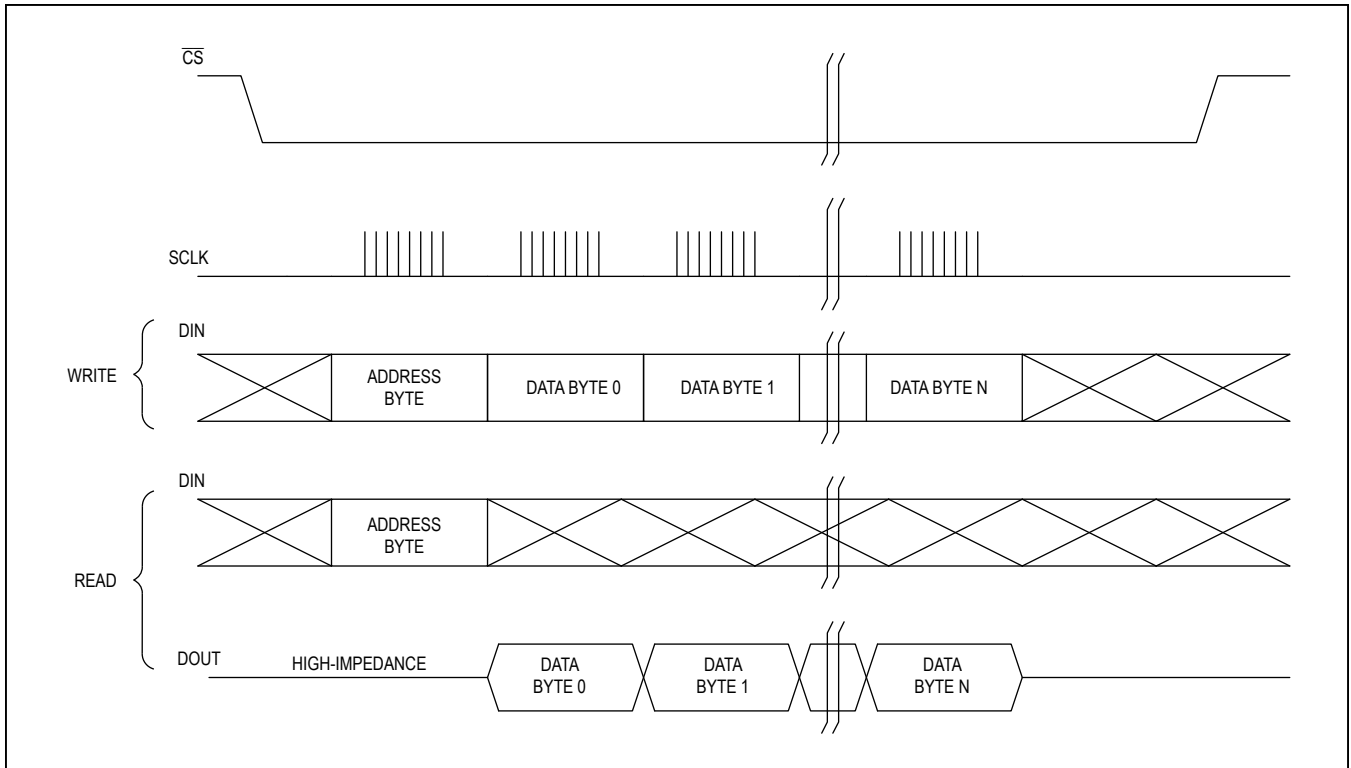 C̅S̅
SCLK
DIN
WRITE
ADDRESS
BYTE
DATA BYTE 0
DATA BYTE 1
DATA BYTE N
DIN
READ
ADDRESS
BYTE
DOUT
HIGH-IMPEDANCE
DATA
BYTE 0
DATA
BYTE 1
DATA
BYTE N